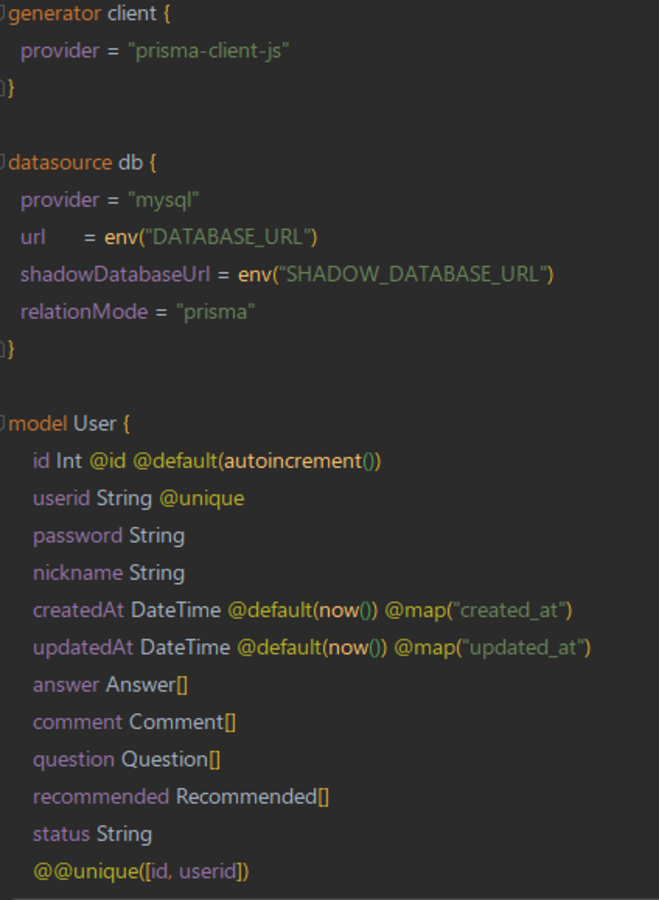 generator client {
provider = "prisma-client-js"
}
datasource db {
provider = "mysql"
url = env("DATABASE_URL")
shadowDatabaseUrl = env("SHADOW_DATABASE_URL")
relationMode = "prisma"
}
model User {
id Int @id @default(autoincrement())
userid String @unique
password String
nickname String
createdAt DateTime @default(now()) @map("created_at")
updatedAt DateTime @default(now()) @map("updated_at")
answer Answer[]
comment Comment[]
question Question[]
recommended Recommended[]
status String
@@unique([id, userid])